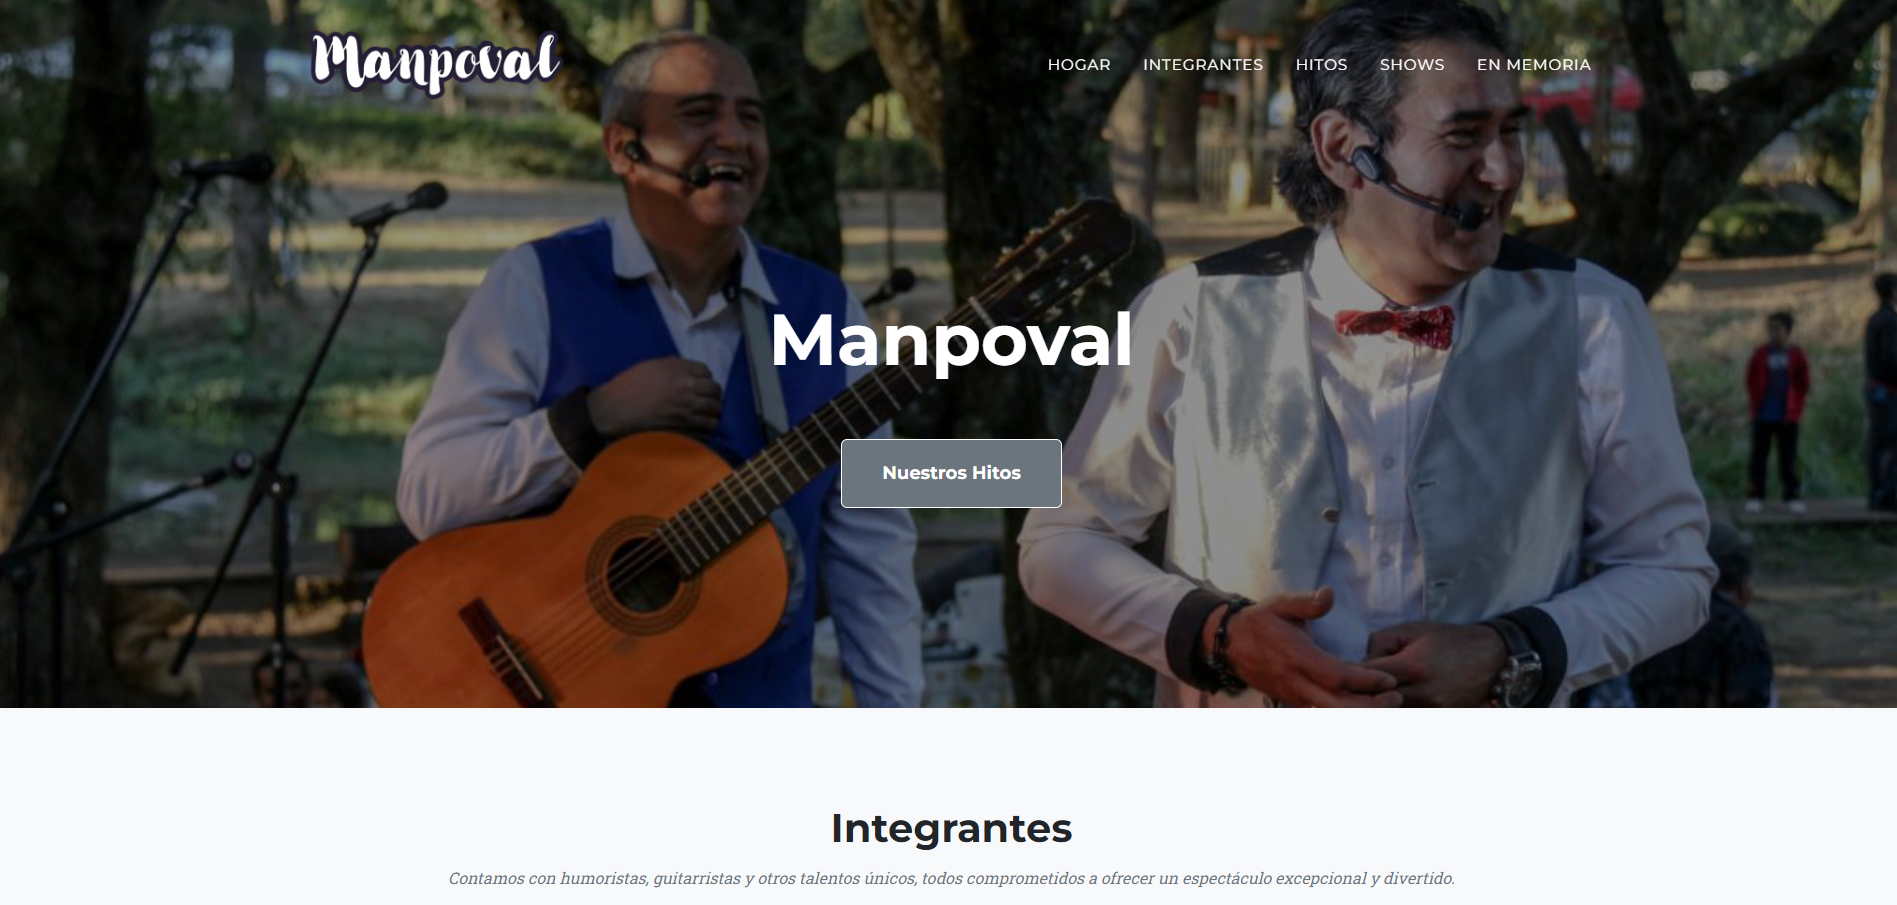 Manpoval
HOGAR INTEGRANTES HITOS SHOWS EN MEMORIA
Manpoval
Nuestros Hitos
Integrantes
Contamos con humoristas, guitarristas y otros talentos únicos, todos comprometidos a ofrecer un espectáculo excepcional y divertido.